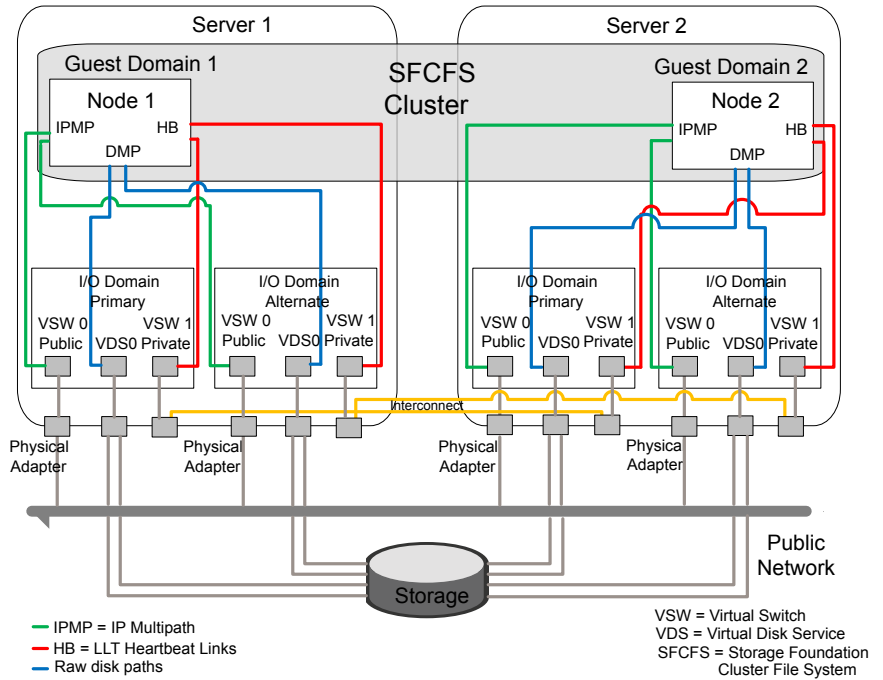 Server 1
Server 2
Guest Domain 1
SFCFS
Cluster
Guest Domain 2
Node 1
IPMP
HB
DMP
Node 2
IPMP
HB
DMP
I/O Domain
Primary
VSW 0
Public
VDS0
VSW 1
Private
I/O Domain
Alternate
VSW 0
Public
VDS0
VSW 1
Private
I/O Domain
Primary
VSW 0
Public
VDS0
VSW 1
Private
I/O Domain
Alternate
VSW 0
Public
VDS0
VSW 1
Private
Interconnect
Physical
Adapter
Physical
Adapter
Physical
Adapter
Physical
Adapter
Public
Network
Storage
IPMP = IP Multipath
HB = LLT Heartbeat Links
Raw disk paths
VSW = Virtual Switch
VDS = Virtual Disk Service
SFCFS = Storage Foundation
Cluster File System